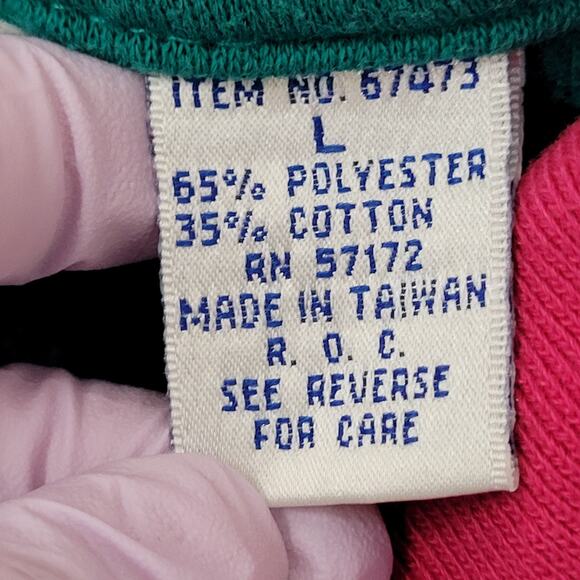 ITEM NO. 67473
L
65% POLYESTER
35% COTTON
RN 57172
MADE IN TAIWAN
R. O. C.
SEE REVERSE
FOR CARE